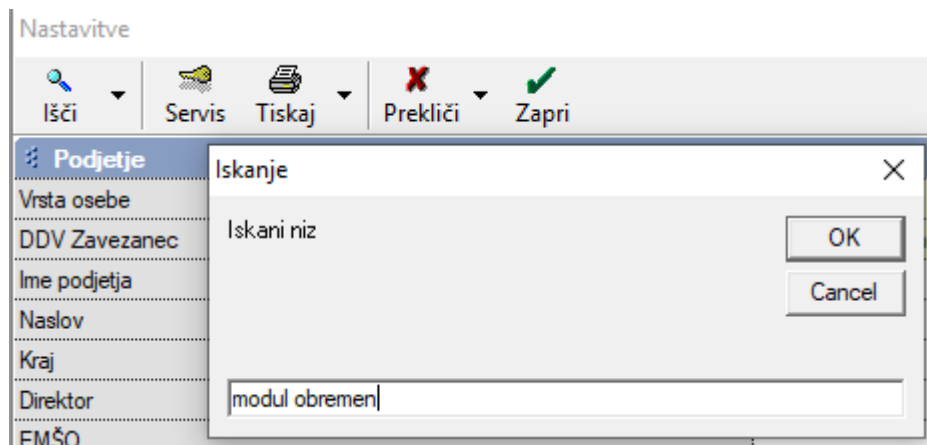 Nastavitve
Išči Servis Tiskaj Prekliči Zapri
Podjetje
Iskanje
Vrsta osebe
Iskani niz
OK
DDV Zavezanec
Ime podjetja
Cancel
Naslov
Kraj
Direktor
modul obremen
EMŠO